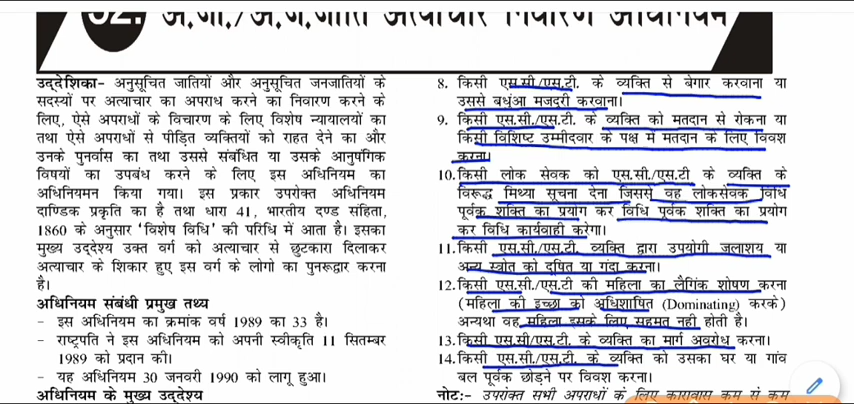 अ.जा./अ.ज.जाति अत्याचार निवारण अधिनियम
उद्देशिका- अनुसूचित जातियों और अनुसूचित जनजातियों के
सदस्यों पर अत्याचार का अपराध करने का निवारण करने के
लिए, ऐसे अपराधों के विचारण के लिए विशेष न्यायालयों का
तथा ऐसे अपराधों से पीड़ित व्यक्तियों को राहत देने का और
उनके पुनर्वास का तथा उससे संबंधित या उसके आनुषंगिक
विषयों का उपबंध करने के लिए इस अधिनियम का
अधिनियमन किया गया। इस प्रकार उपरोक्त अधिनियम
दाण्डिक प्रकृति का है तथा धारा 41, भारतीय दण्ड संहिता,
1860 के अनुसार 'विशेष विधि' की परिधि में आता है। इसका
मुख्य उद्देश्य उक्त वर्ग को अत्याचार से छुटकारा दिलाकर
अत्याचार के शिकार हुए इस वर्ग के लोगो का पुनरूद्वार करना
है।
अधिनियम संबंधी प्रमुख तथ्य
- इस अधिनियम का क्रमांक वर्ष 1989 का 33 है।
- राष्ट्रपति ने इस अधिनियम को अपनी स्वीकृति 11 सितम्बर
1989 को प्रदान की।
- यह अधिनियम 30 जनवरी 1990 को लागू हुआ।
अधिनियम के मुख्य उद्देश्य
8. किसी एस.सी/एस.टी. के व्यक्ति से बेगार करवाना या
उससे बधुंआ मजदूरी करवाना।
9. किसी एस.सी./एस.टी. के व्यक्ति को मतदान से रोकना या
किसी विशिष्ट उम्मीदवार के पक्ष में मतदान के लिए विवश
करना।
10. किसी लोक सेवक को एस.सी./एस.टी के व्यक्ति के
विरूद्ध मिथ्या सूचना देना जिससे वह लोकसेवक विधि
पूर्वक शक्ति का प्रयोग कर विधि पूर्वक शक्ति का प्रयोग
कर विधि कार्यवाही करेगा।
11. किसी एस.सी/एस.टी. व्यक्ति द्वारा उपयोगी जलाशय या
अन्य स्त्रोत को दूषित या गंदा करना।
12. किसी एस.सी./एस.टी की महिला का लैगिंक शोषण करना
(महिला की इच्छा को अधिशाषित (Dominating) करके)
अन्यथा वह महिला इसके लिए सहमत नही होती है।
13. किसी एस.सी/एस.टी. के व्यक्ति का मार्ग अवरोध करना।
14. किसी एस.सी./एस.टी. के व्यक्ति को उसका घर या गांव
बल पूर्वक छोड़ने पर विवश करना।
नोट:- उपरोक्त सभी अपराधों के लिए कारावास कम से कम